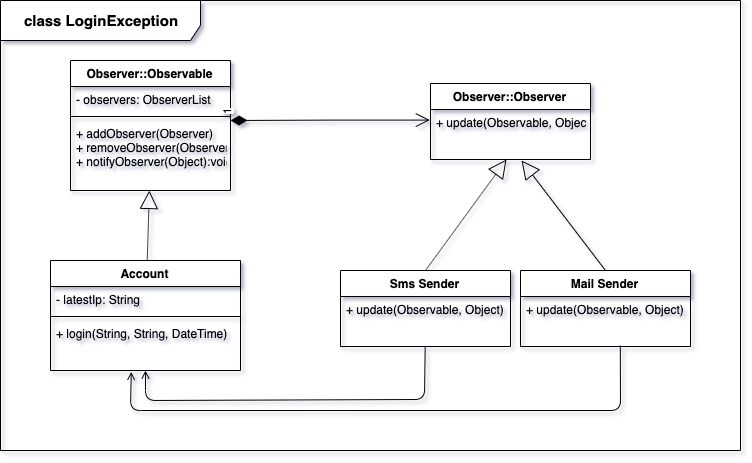 class LoginException
Observer::Observable
- observers: ObserverList
+ addObserver(Observer)
+ removeObserver(Observer
+ notifyObserver(Object):voi
Observer::Observer
+ update(Observable, Objec
Account
- latestIp: String
+ login(String, String, DateTime)
Sms Sender
+ update(Observable, Object)
Mail Sender
+ update(Observable, Object)